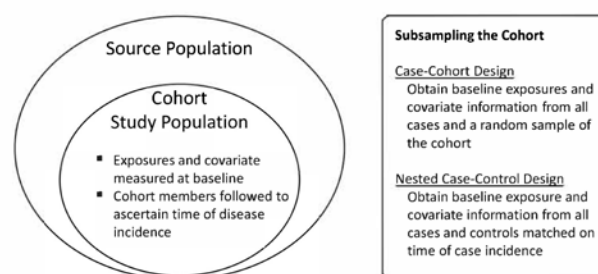 Source Population
Cohort
Study Population
▪ Exposures and covariate
measured at baseline
▪ Cohort members followed to
ascertain time of disease
incidence
Subsampling the Cohort
Case-Cohort Design
Obtain baseline exposures and
covariate information from all
cases and a random sample of
the cohort
Nested Case-Control Design
Obtain baseline exposure and
covariate information from all
cases and controls matched on
time of case incidence